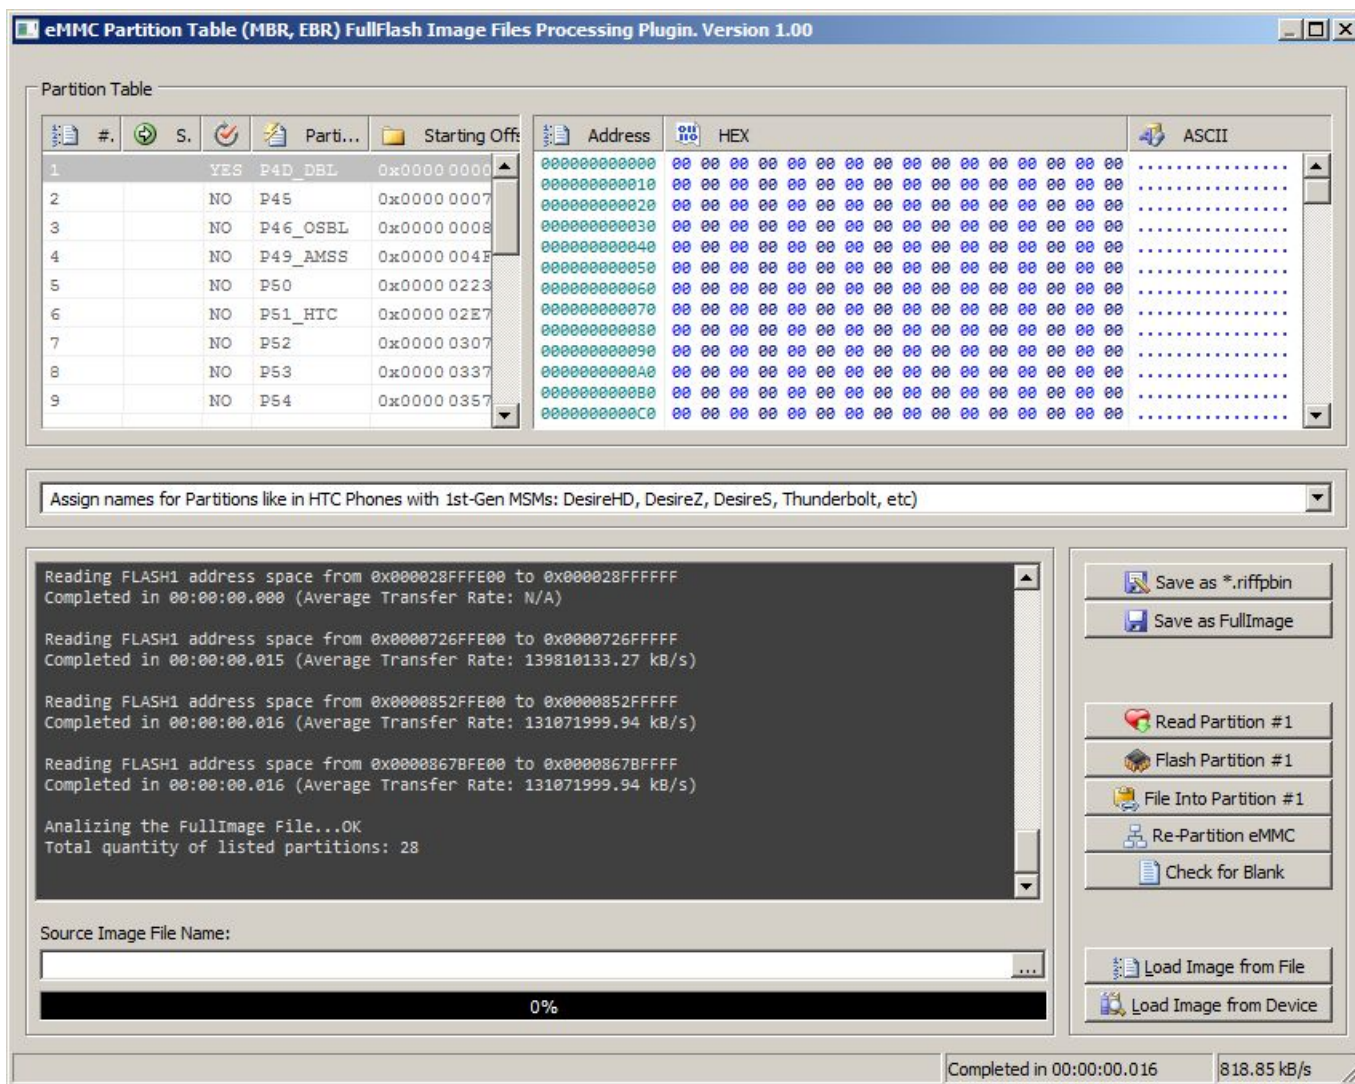 eMMC Partition Table (MBR, EBR) FullFlash Image Files Processing Plugin. Version 1.00
Partition Table
#. S. Parti... Starting Offs
1 YES P4D_DBL 0x0000 0000
2 NO P45 0x0000 0007
3 NO P46_OSBL 0x0000 0008
4 NO P49_AMSS 0x0000 004F
5 NO P50 0x0000 0223
6 NO P51_HTC 0x0000 02E7
7 NO P52 0x0000 0307
8 NO P53 0x0000 0337
9 NO P54 0x0000 0357
Address HEX ASCII
000000000000 00 00 00 00 00 00 00 00 00 00 00 00 00 00 00 00 ................
000000000010 00 00 00 00 00 00 00 00 00 00 00 00 00 00 00 00 ................
000000000020 00 00 00 00 00 00 00 00 00 00 00 00 00 00 00 00 ................
000000000030 00 00 00 00 00 00 00 00 00 00 00 00 00 00 00 00 ................
000000000040 00 00 00 00 00 00 00 00 00 00 00 00 00 00 00 00 ................
000000000050 00 00 00 00 00 00 00 00 00 00 00 00 00 00 00 00 ................
000000000060 00 00 00 00 00 00 00 00 00 00 00 00 00 00 00 00 ................
000000000070 00 00 00 00 00 00 00 00 00 00 00 00 00 00 00 00 ................
000000000080 00 00 00 00 00 00 00 00 00 00 00 00 00 00 00 00 ................
000000000090 00 00 00 00 00 00 00 00 00 00 00 00 00 00 00 00 ................
0000000000A0 00 00 00 00 00 00 00 00 00 00 00 00 00 00 00 00 ................
0000000000B0 00 00 00 00 00 00 00 00 00 00 00 00 00 00 00 00 ................
0000000000C0 00 00 00 00 00 00 00 00 00 00 00 00 00 00 00 00 ................
Assign names for Partitions like in HTC Phones with 1st-Gen MSMs: DesireHD, DesireZ, DesireS, Thunderbolt, etc)
Reading FLASH1 address space from 0x000028FFFE00 to 0x000028FFFFFF
Completed in 00:00:00.000 (Average Transfer Rate: N/A)
Reading FLASH1 address space from 0x0000726FFE00 to 0x0000726FFFFF
Completed in 00:00:00.015 (Average Transfer Rate: 139810133.27 kB/s)
Reading FLASH1 address space from 0x0000852FFE00 to 0x0000852FFFFF
Completed in 00:00:00.016 (Average Transfer Rate: 131071999.94 kB/s)
Reading FLASH1 address space from 0x0000867BFE00 to 0x0000867BFFFF
Completed in 00:00:00.016 (Average Transfer Rate: 131071999.94 kB/s)
Analizing the FullImage File...OK
Total quantity of listed partitions: 28
Source Image File Name:
...
0%
Save as *.riffpbin
Save as FullImage
Read Partition #1
Flash Partition #1
File Into Partition #1
Re-Partition eMMC
Check for Blank
Load Image from File
Load Image from Device
Completed in 00:00:00.016
818.85 kB/s